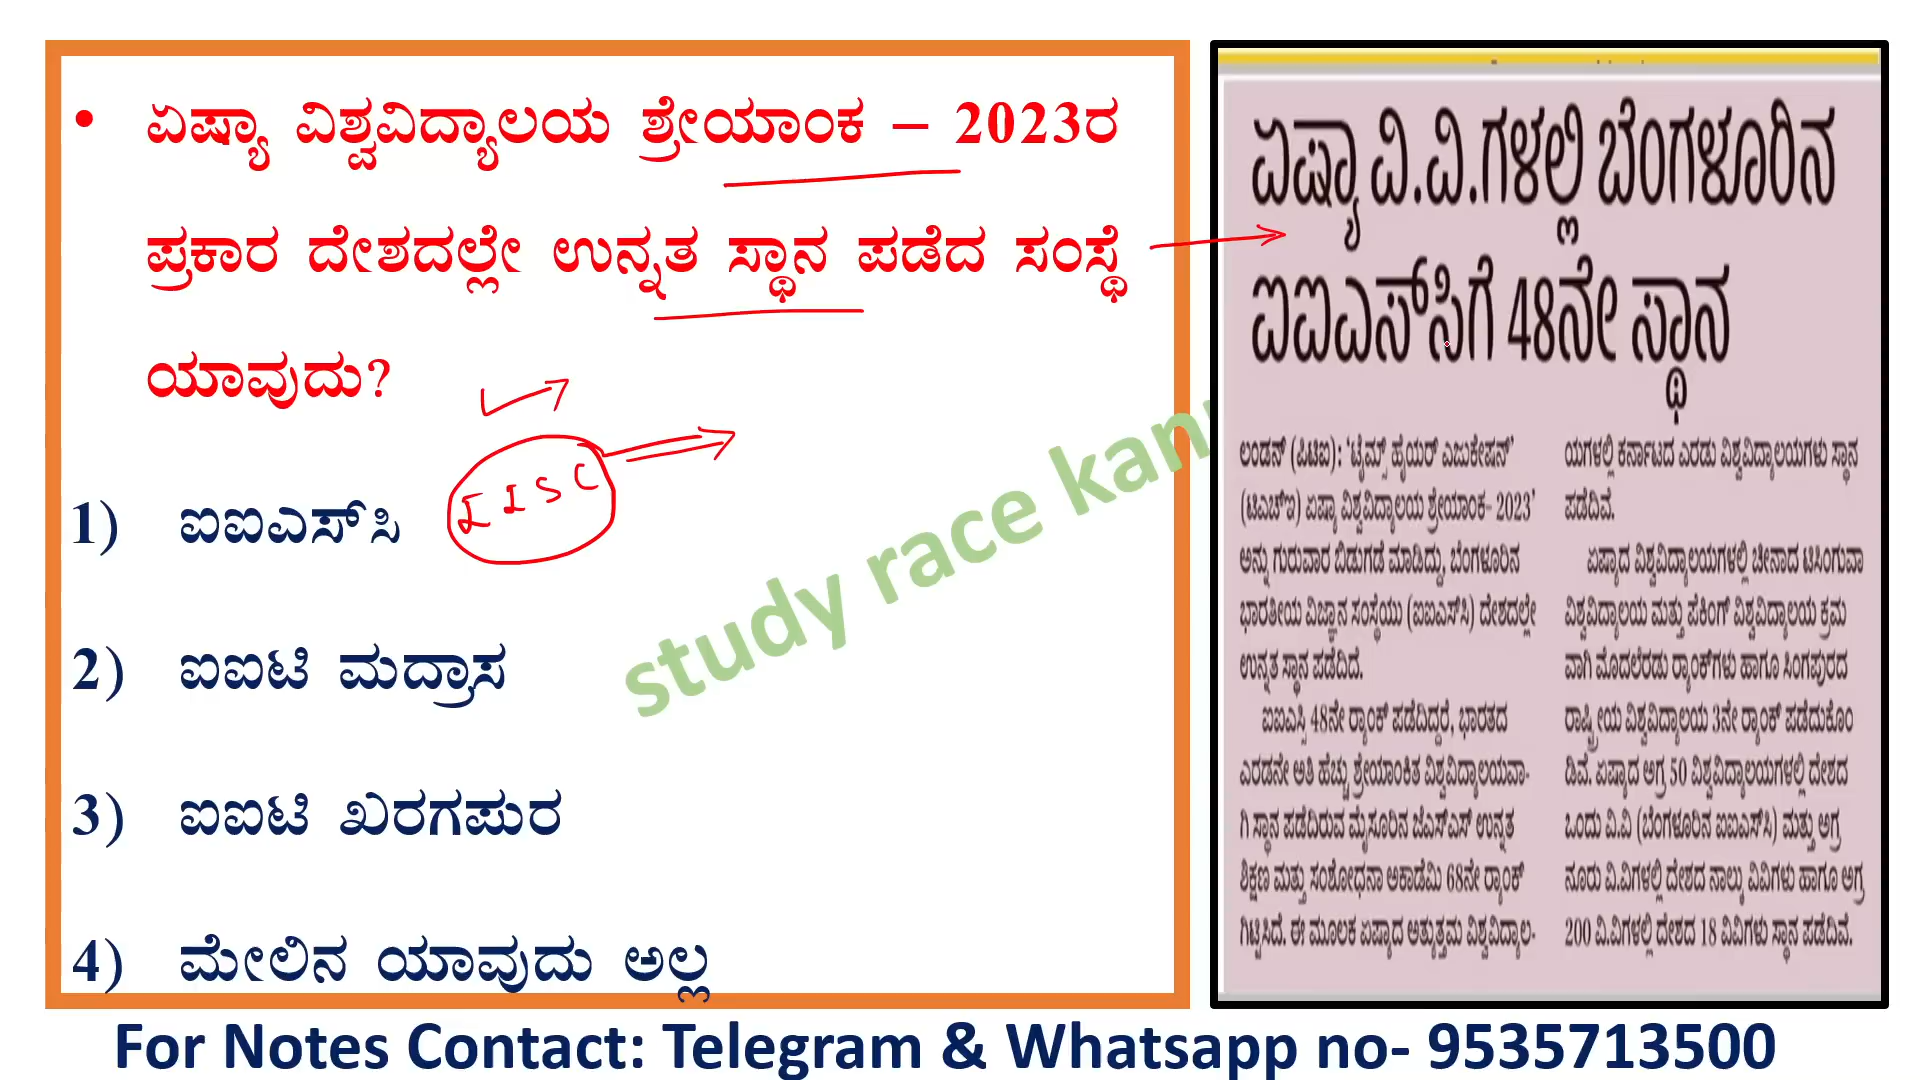 • ಏಷ್ಯಾ ವಿಶ್ವವಿದ್ಯಾಲಯ ಶ್ರೇಯಾಂಕ – 2023ರ
ಪ್ರಕಾರ ದೇಶದಲ್ಲೇ ಉನ್ನತ ಸ್ಥಾನ ಪಡೆದ ಸಂಸ್ಥೆ
ಯಾವುದು?
IISC
1) ಐಐಎಸ್‌ಸಿ
2) ಐಐಟಿ ಮದ್ರಾಸ
3) ಐಐಟಿ ಖರಗಪುರ
4) ಮೇಲಿನ ಯಾವುದು ಅಲ್ಲ
study race kan
ಏಷ್ಯಾ ವಿ.ವಿ.ಗಳಲ್ಲಿ ಬೆಂಗಳೂರಿನ
ಐಐಎಸ್‌ಸಿಗೆ 48ನೇ ಸ್ಥಾನ
ಲಂಡನ್ (ಪಿಟಿಐ): ‘ಟೈಮ್ಸ್ ಹೈಯರ್ ಎಜುಕೇಷನ್’
(ಟಿಎಚ್‌ಇ) ಏಷ್ಯಾ ವಿಶ್ವವಿದ್ಯಾಲಯ ಶ್ರೇಯಾಂಕ- 2023’
ಅನ್ನು ಗುರುವಾರ ಬಿಡುಗಡೆ ಮಾಡಿದ್ದು, ಬೆಂಗಳೂರಿನ
ಭಾರತೀಯ ವಿಜ್ಞಾನ ಸಂಸ್ಥೆಯು (ಐಐಎಸ್‌ಸಿ) ದೇಶದಲ್ಲೇ
ಉನ್ನತ ಸ್ಥಾನ ಪಡೆದಿದೆ.
ಐಐಎಸ್ಸಿ 48ನೇ ರ‍್ಯಾಂಕ್ ಪಡೆದಿದ್ದರೆ, ಭಾರತದ
ಎರಡನೇ ಅತಿ ಹೆಚ್ಚು ಶ್ರೇಯಾಂಕಿತ ವಿಶ್ವವಿದ್ಯಾಲಯವಾ-
ಗಿ ಸ್ಥಾನ ಪಡೆದಿರುವ ಮೈಸೂರಿನ ಜೆಎಸ್‌ಎಸ್ ಉನ್ನತ
ಶಿಕ್ಷಣ ಮತ್ತು ಸಂಶೋಧನಾ ಅಕಾಡೆಮಿ 68ನೇ ರ‍್ಯಾಂಕ್
ಗಿಟ್ಟಿಸಿದೆ. ಈ ಮೂಲಕ ಏಷ್ಯಾದ ಅತ್ಯುತ್ತಮ ವಿಶ್ವವಿದ್ಯಾಲ-
ಯಗಳಲ್ಲಿ ಕರ್ನಾಟದ ಎರಡು ವಿಶ್ವವಿದ್ಯಾಲಯಗಳು ಸ್ಥಾನ
ಪಡೆದಿವೆ.
ಏಷ್ಯಾದ ವಿಶ್ವವಿದ್ಯಾಲಯಗಳಲ್ಲಿ ಚೀನಾದ ಟಿಸಿಂಗುವಾ
ವಿಶ್ವವಿದ್ಯಾಲಯ ಮತ್ತು ಪೆಕಿಂಗ್ ವಿಶ್ವವಿದ್ಯಾಲಯ ಕ್ರಮ
ವಾಗಿ ಮೊದಲೆರಡು ರ‍್ಯಾಂಕ್‌ಗಳು ಹಾಗೂ ಸಿಂಗಪುರದ
ರಾಷ್ಟ್ರೀಯ ವಿಶ್ವವಿದ್ಯಾಲಯ 3ನೇ ರ‍್ಯಾಂಕ್ ಪಡೆದುಕೊಂ
ಡಿವೆ. ಏಷ್ಯಾದ ಅಗ್ರ 50 ವಿಶ್ವವಿದ್ಯಾಲಯಗಳಲ್ಲಿ ದೇಶದ
ಒಂದು ವಿ.ವಿ (ಬೆಂಗಳೂರಿನ ಐಐಎಸ್‌ಸಿ) ಮತ್ತು ಅಗ್ರ
ನೂರು ವಿ.ವಿಗಳಲ್ಲಿ ದೇಶದ ನಾಲ್ಕು ವಿವಿಗಳು ಹಾಗೂ ಅಗ್ರ
200 ವಿ.ವಿಗಳಲ್ಲಿ ದೇಶದ 18 ವಿವಿಗಳು ಸ್ಥಾನ ಪಡೆದಿವೆ.
For Notes Contact: Telegram & Whatsapp no- 9535713500